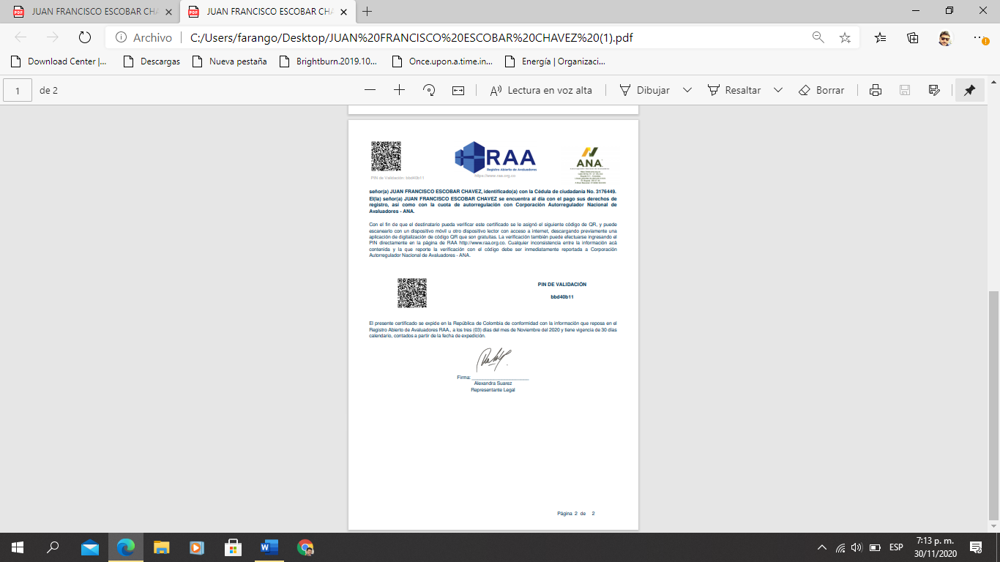 JUAN FRANCISCO ESCOBAR CHA
JUAN FRANCISCO ESCOBAR CHA
Archivo
C:/Users/farango/Desktop/JUAN%20FRANCISCO%20ESCOBAR%20CHAVEZ%20(1).pdf
Download Center |...
Descargas
Nueva pestaña
Brightburn.2019.10...
Once.upon.a.time.in...
Energía | Organizaci...
1
de 2
Lectura en voz alta
Dibujar
Resaltar
Borrar
PIN de Validación: bbd40b11
RAA
Registro Abierto de Avaluadores
https://www.raa.org.co
ANA
señor(a) JUAN FRANCISCO ESCOBAR CHAVEZ, identificado(a) con la Cédula de ciudadanía No. 3176449.
El(la) señor(a) JUAN FRANCISCO ESCOBAR CHAVEZ se encuentra al día con el pago sus derechos de
registro, así como con la cuota de autorregulación con Corporación Autorregulador Nacional de
Avaluadores - ANA.
Con el fin de que el destinatario pueda verificar este certificado se le asignó el siguiente código de QR, y puede
escanearlo con un dispositivo móvil u otro dispositivo lector con acceso a internet, descargando previamente una
aplicación de digitalización de código QR que son gratuitas. La verificación también puede efectuarse ingresando el
PIN directamente en la página de RAA http://www.raa.org.co. Cualquier inconsistencia entre la información acá
contenida y la que reporte la verificación con el código debe ser inmediatamente reportada a Corporación
Autorregulador Nacional de Avaluadores - ANA.
PIN DE VALIDACIÓN
bbd40b11
El presente certificado se expide en la República de Colombia de conformidad con la información que reposa en el
Registro Abierto de Avaluadores RAA., a los tres (03) días del mes de Noviembre del 2020 y tiene vigencia de 30 días
calendario, contados a partir de la fecha de expedición.
Firma:
Alexandra Suarez
Representante Legal
Página 2 de 2
ESP
7:13 p. m.
30/11/2020